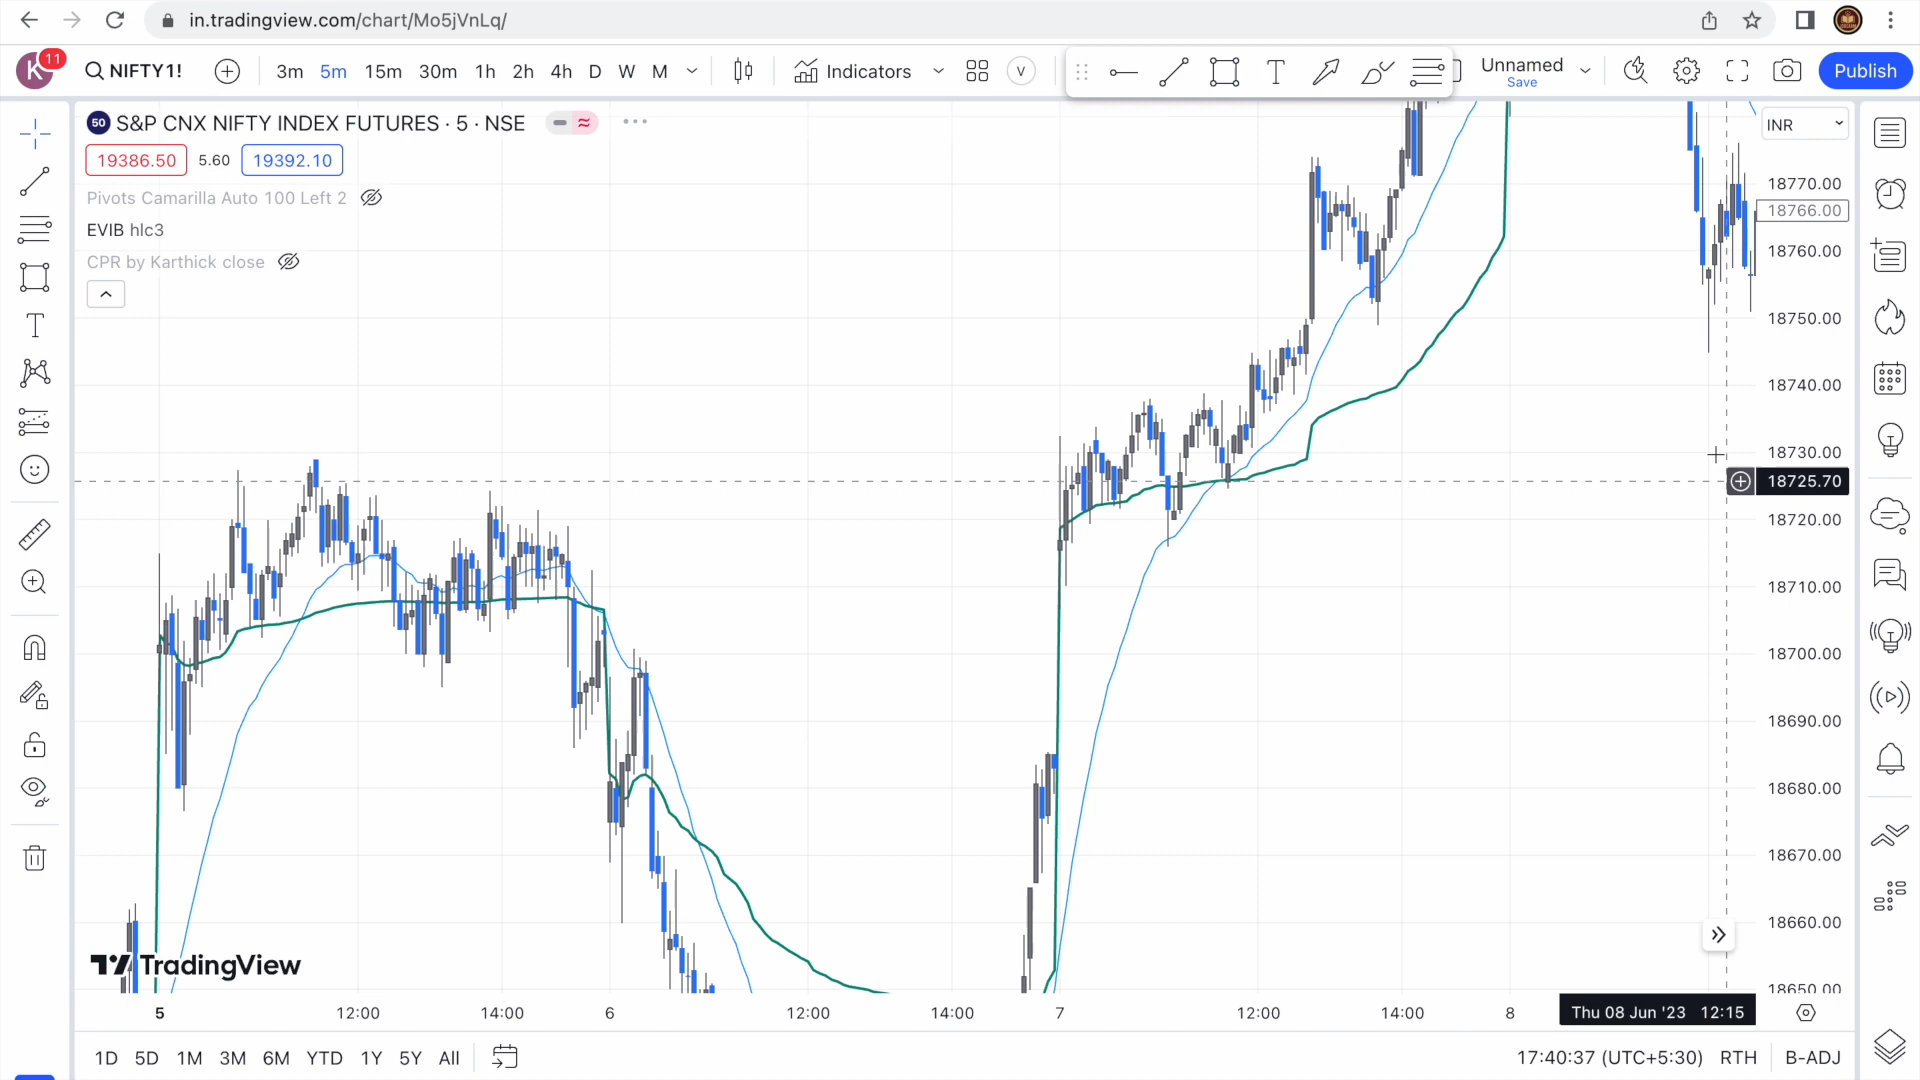 in.tradingview.com/chart/Mo5jVnLq/
K 11 NIFTY1! 3m 5m 15m 30m 1h 2h 4h D W M Indicators V T Unnamed Publish
Save
50 S&P CNX NIFTY INDEX FUTURES · 5 · NSE
INR
19386.50 5.60 19392.10
Pivots Camarilla Auto 100 Left 2
EVIB hlc3
CPR by Karthick close
18770.00
18766.00
18760.00
18750.00
18740.00
18730.00
18725.70
18720.00
18710.00
18700.00
18690.00
18680.00
18670.00
18660.00
18650.00
TradingView
5 12:00 14:00 6 12:00 14:00 7 12:00 14:00 8 Thu 08 Jun '23 12:15
1D 5D 1M 3M 6M YTD 1Y 5Y All 17:40:37 (UTC+5:30) RTH B-ADJ